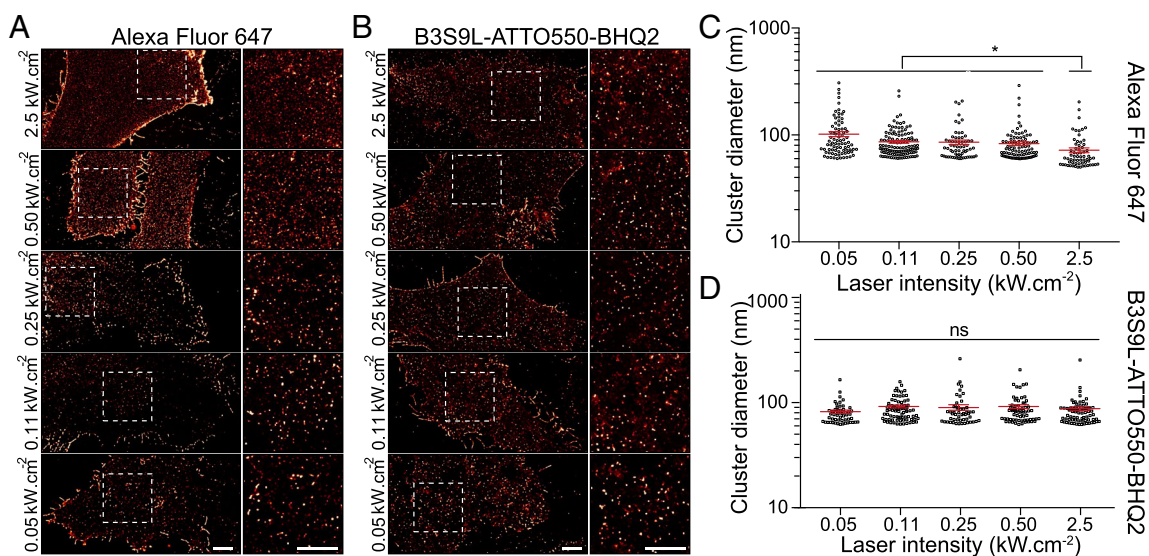 A
Alexa Fluor 647
2.5 kW.cm-2
0.50 kW.cm-2
0.25 kW.cm-2
0.11 kW.cm-2
0.05 kW.cm-2
B
B3S9L-ATTO550-BHQ2
2.5 kW.cm-2
0.50 kW.cm-2
0.25 kW.cm-2
0.11 kW.cm-2
0.05 kW.cm-2
C
Cluster diameter (nm)
1000
100
10
*
0.05 0.11 0.25 0.50 2.5
Laser intensity (kW.cm-2)
Alexa Fluor 647
D
Cluster diameter (nm)
1000
100
10
ns
0.05 0.11 0.25 0.50 2.5
Laser intensity (kW.cm-2)
B3S9L-ATTO550-BHQ2